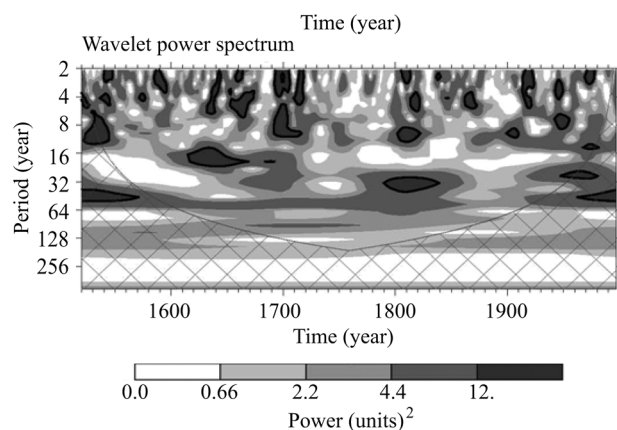 Time (year)
Wavelet power spectrum
2
4
8
16
32
64
128
256
Period (year)
1600 1700 1800 1900
Time (year)
0.0 0.66 2.2 4.4 12.
Power (units)2